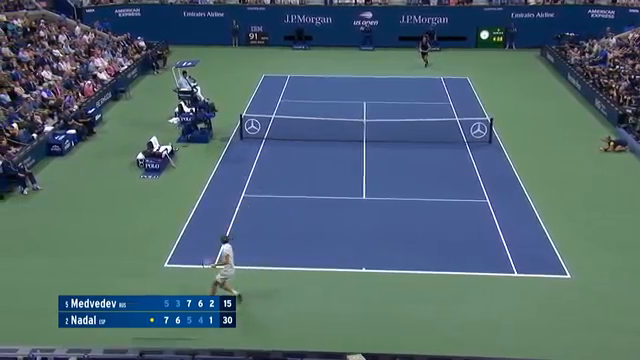 AMERICAN EXPRESS
Emirates Airline
IBM
91
J.P.Morgan
us open
J.P.Morgan
Emirates Airline
AMERICAN EXPRESS
POLO
POLO
5 Medvedev RUS 5 3 7 6 2 15
2 Nadal ESP 7 6 5 4 1 30